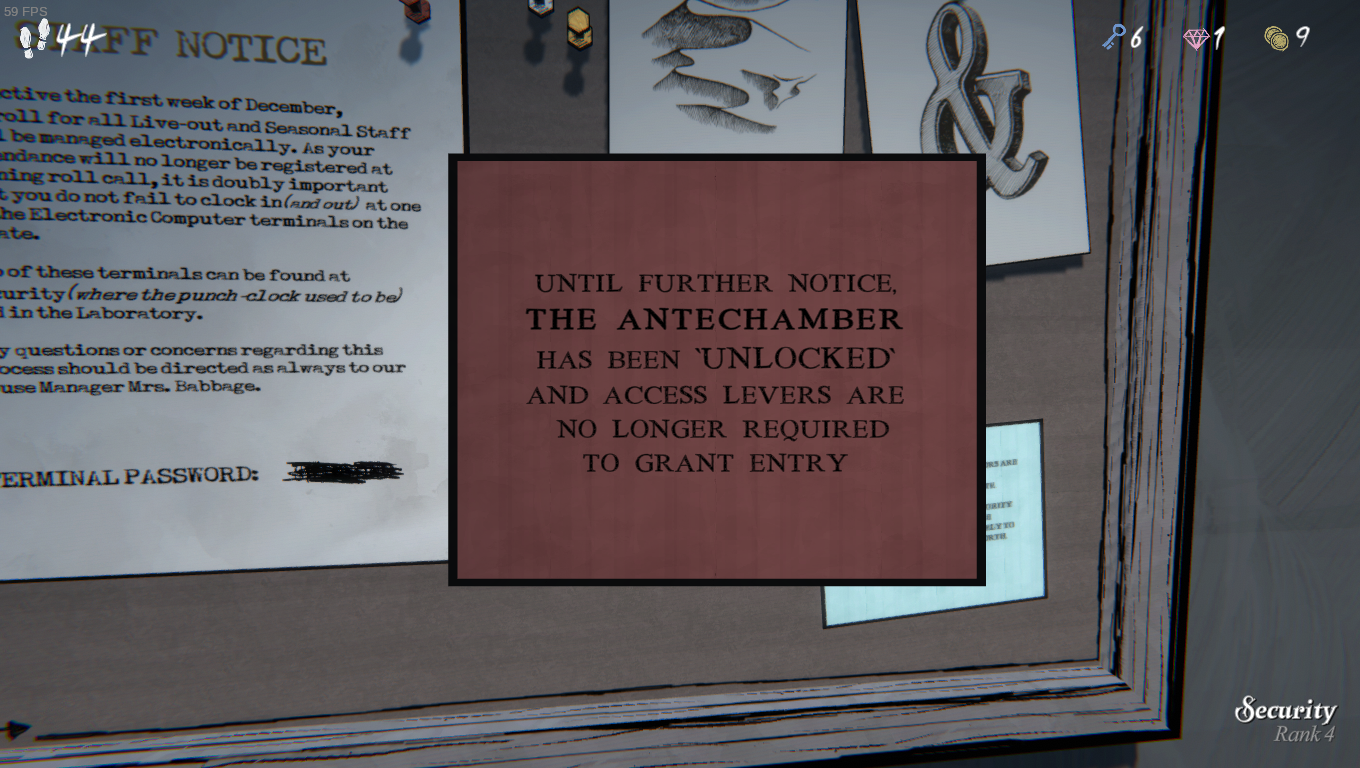 59 FPS
44
6
1
9
STAFF NOTICE
ctive the first week of December,
roll for all Live-out and Seasonal Staff
l be managed electronically. As your
endance will no longer be registered at
ning roll call, it is doubly important
t you do not fail to clock in (and out) at one
he Electronic Computer terminals on the
ate.
o of these terminals can be found at
curity (where the punch-clock used to be)
d in the Laboratory.
y questions or concerns regarding this
ocess should be directed as always to our
use Manager Mrs. Babbage.
TERMINAL PASSWORD:
&
UNTIL FURTHER NOTICE,
THE ANTECHAMBER
HAS BEEN `UNLOCKED`
AND ACCESS LEVERS ARE
NO LONGER REQUIRED
TO GRANT ENTRY
Security
Rank 4